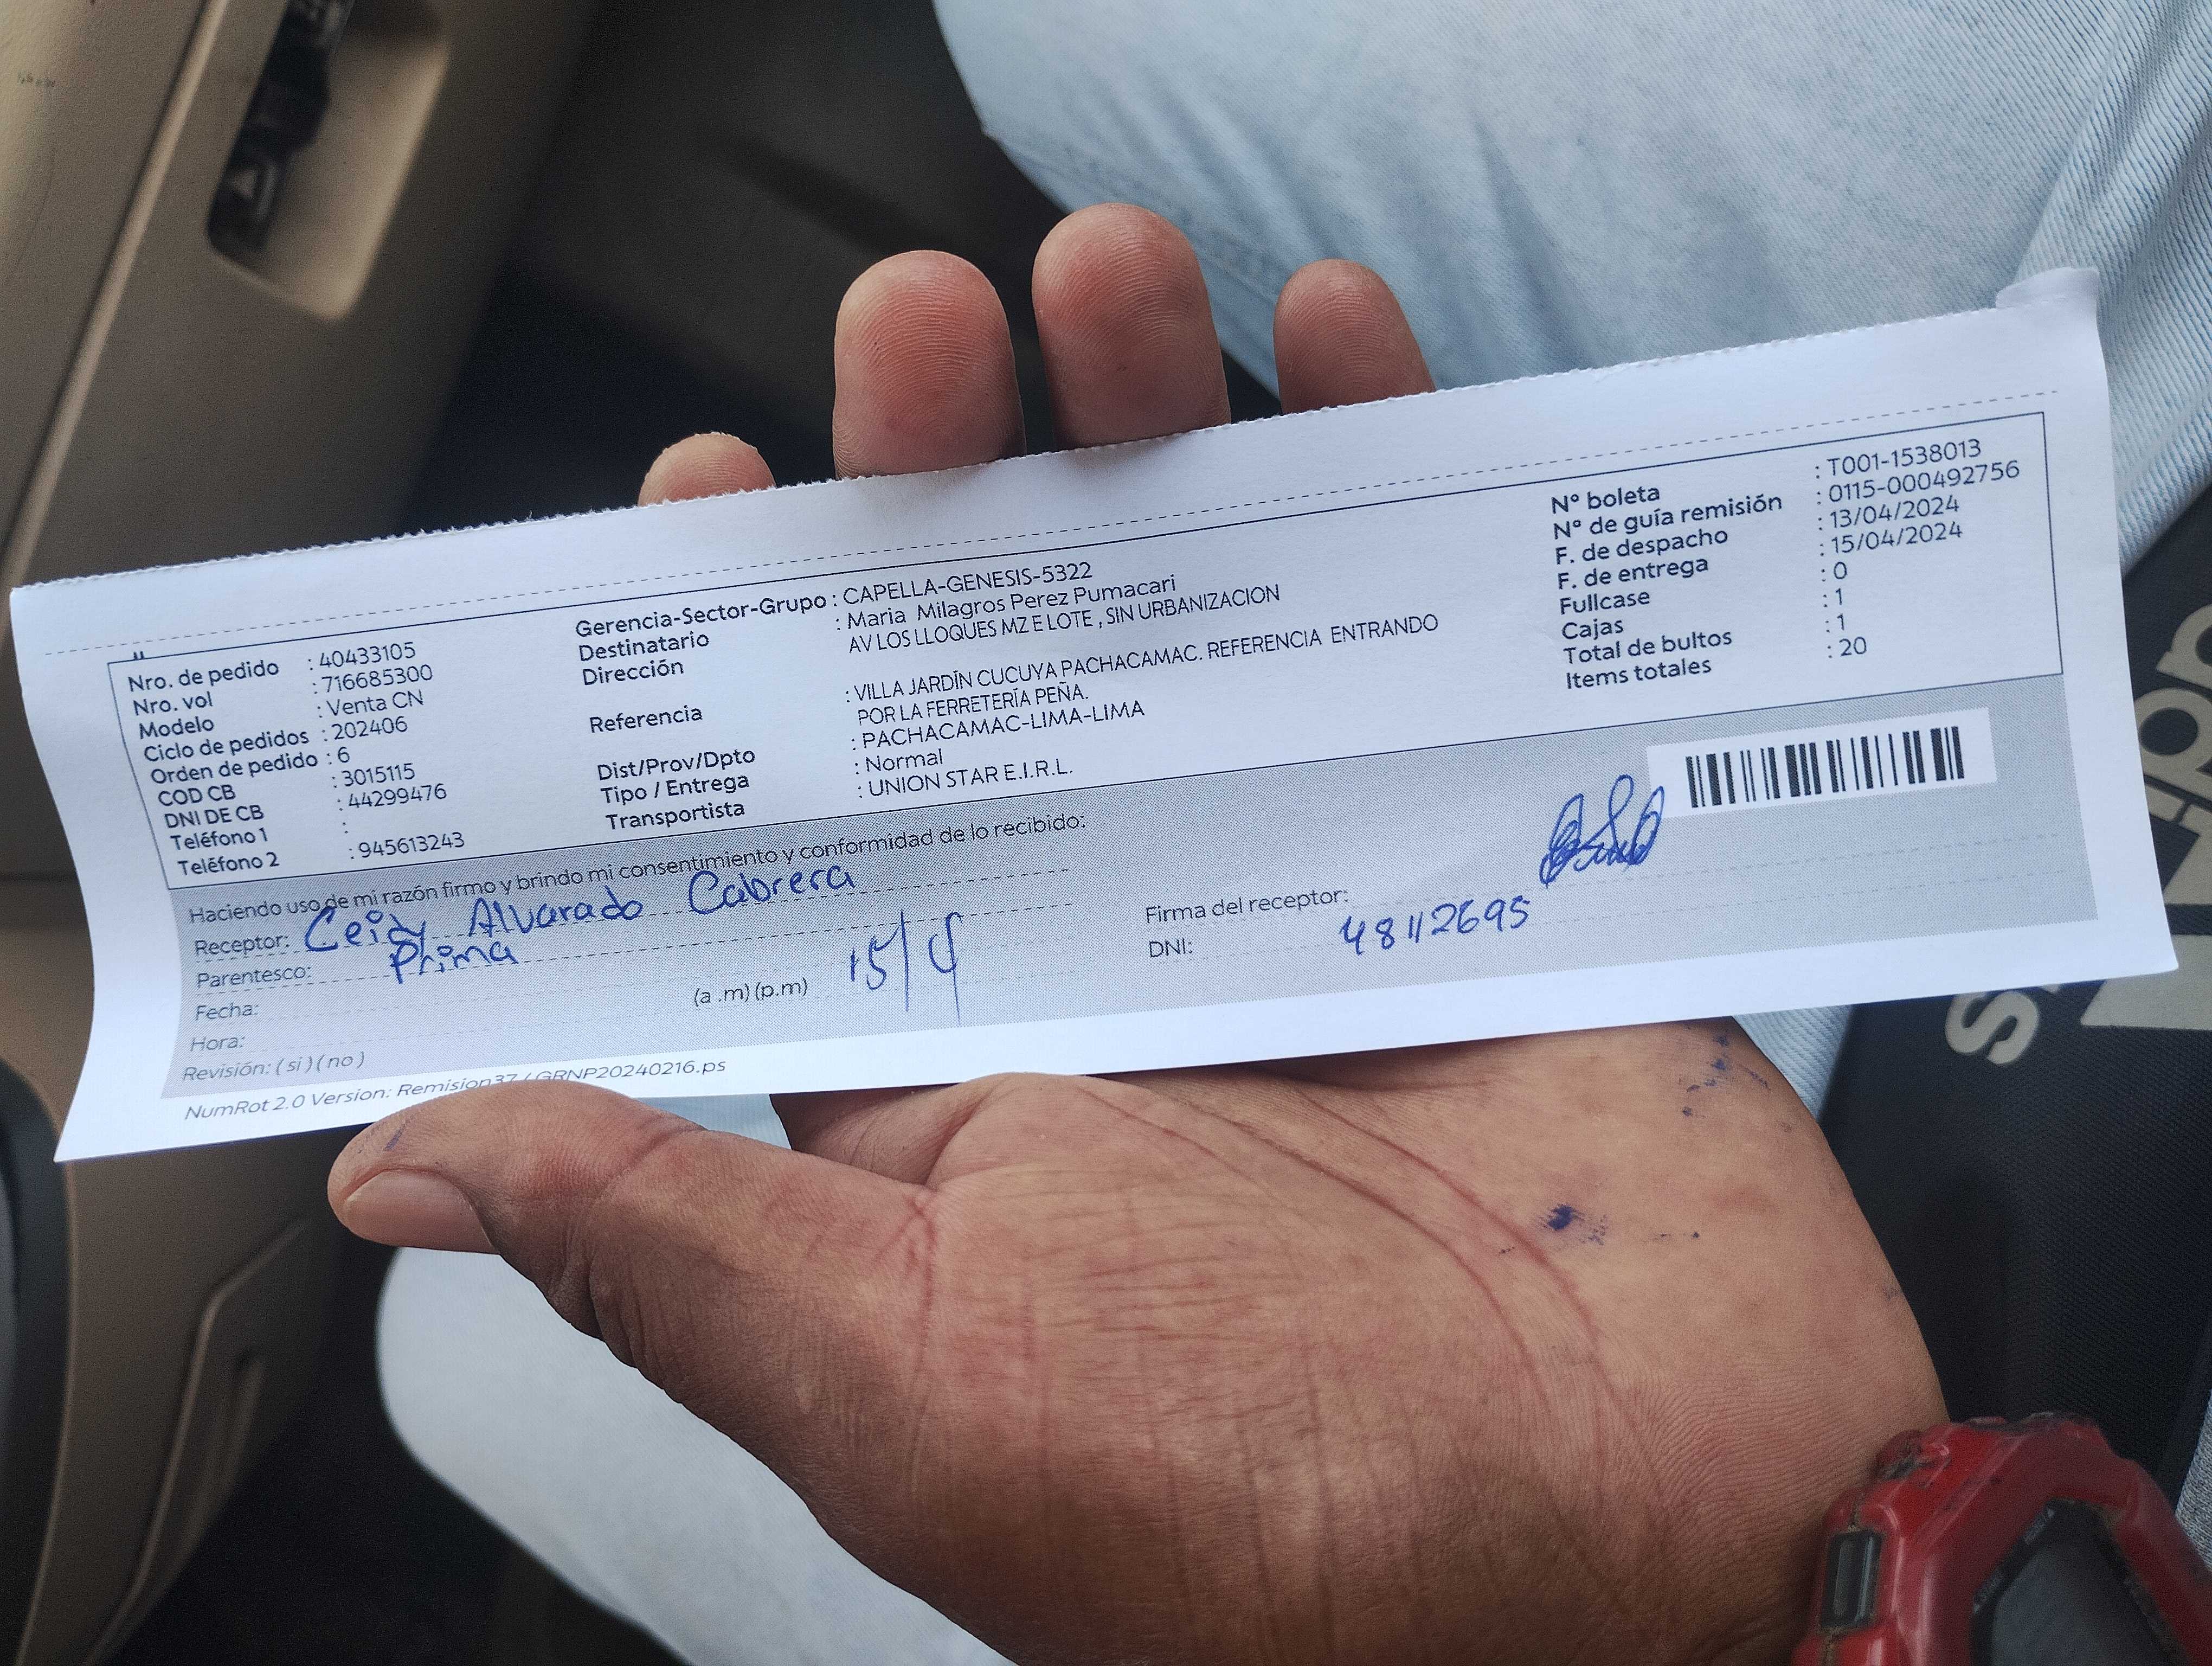 Nro. de pedido : 40433105
Nro. vol : 716685300
Modelo : Venta CN
Ciclo de pedidos : 202406
Orden de pedido : 6
COD CB : 3015115
DNI DE CB : 44299476
Teléfono 1 :
Teléfono 2 : 945613243
Gerencia-Sector-Grupo : CAPELLA-GENESIS-5322
Destinatario : Maria Milagros Perez Pumacari
Dirección AV LOS LLOQUES MZ E LOTE , SIN URBANIZACION
Referencia : VILLA JARDÍN CUCUYA PACHACAMAC. REFERENCIA ENTRANDO
POR LA FERRETERÍA PEÑA.
Dist/Prov/Dpto : PACHACAMAC-LIMA-LIMA
Tipo / Entrega : Normal
Transportista : UNION STAR E.I.R.L.
N° boleta : T001-1538013
N° de guía remisión : 0115-000492756
F. de despacho : 13/04/2024
F. de entrega : 15/04/2024
Fullcase : 0
Cajas : 1
Total de bultos : 1
Items totales : 20
Haciendo uso de mi razón firmo y brindo mi consentimiento y conformidad de lo recibido:
Receptor: Ceidy Alvarado Cabrera
Parentesco: Prima
Fecha:
Hora: (a .m) (p.m) 15/4
Revisión: ( si ) ( no )
Firma del receptor:
DNI: 48112695
NumRot 2.0 Version: Remision37 / GRNP20240216.ps